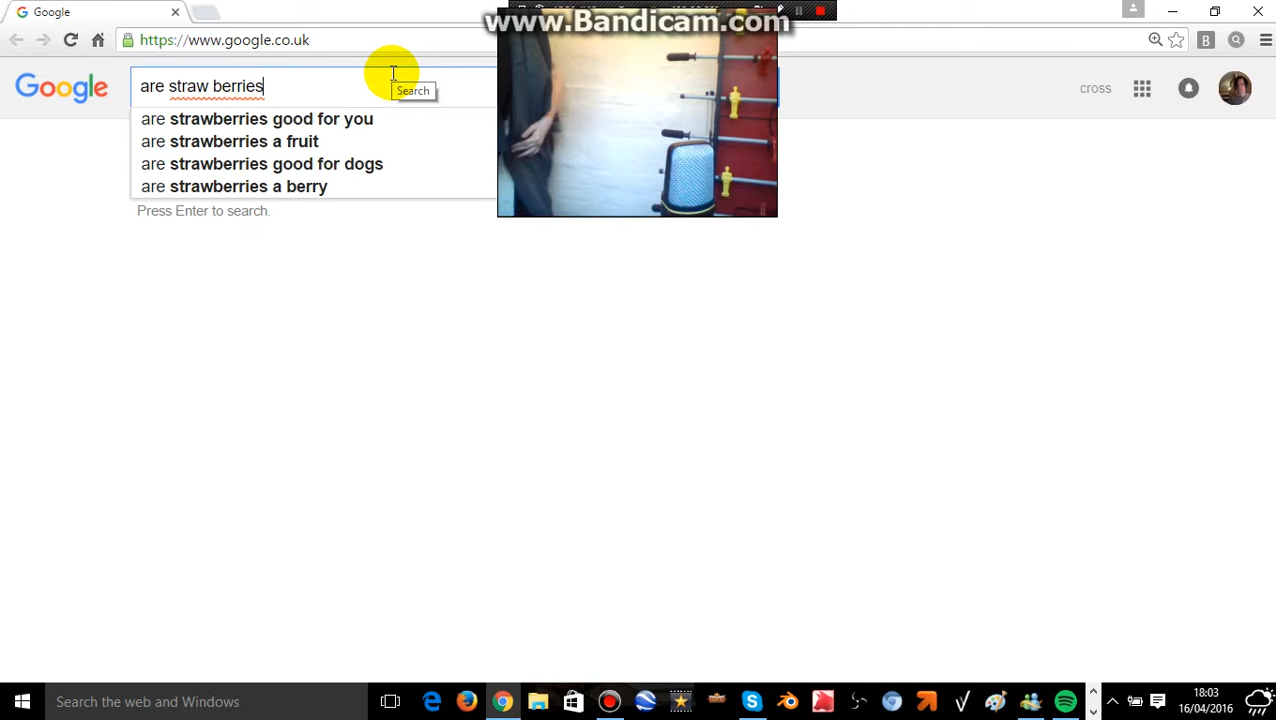 www.Bandicam.com
Google
https://www.google.co.uk
Google
are straw berries
Search
cross
are strawberries good for you
are strawberries a fruit
are strawberries good for dogs
are strawberries a berry
Press Enter to search.
Search the web and Windows
8:03
16/04/2016